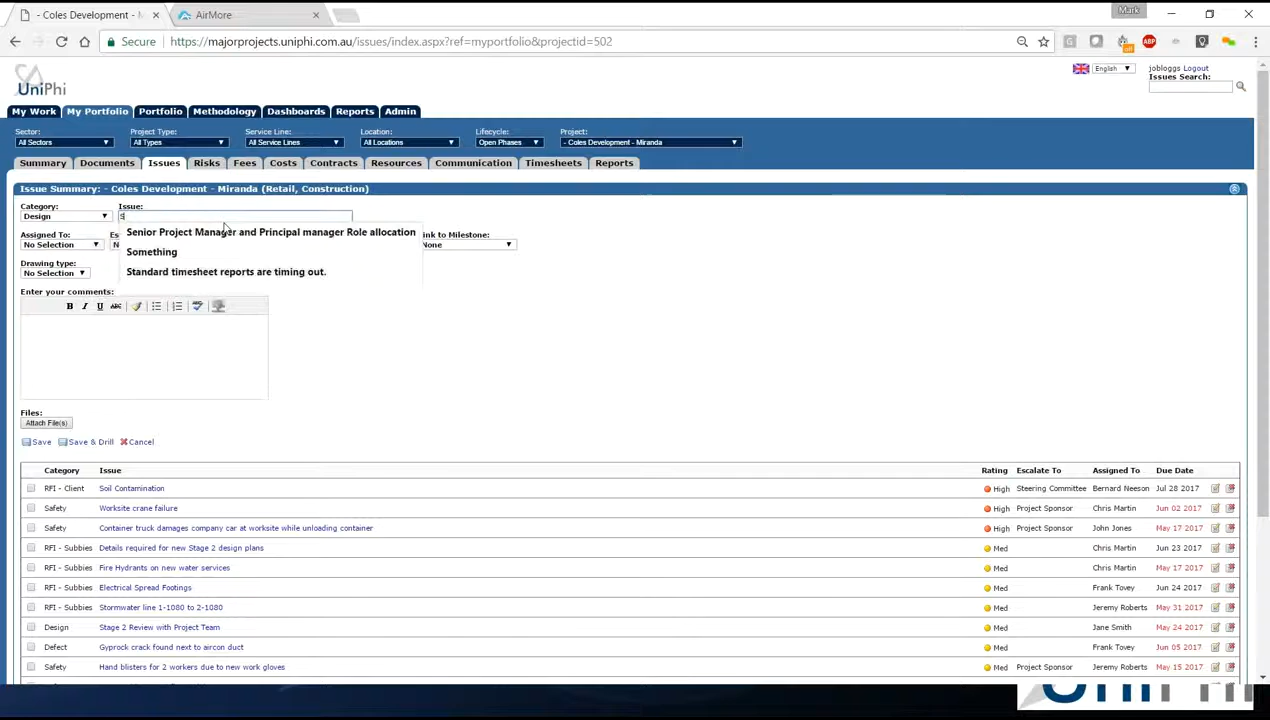 - Coles Development - M
AirMore
Mark
Secure
https://majorprojects.uniphi.com.au/issues/index.aspx?ref=myportfolio&projectid=502
ABP
UniPhi
English
jobloggs Logout
Issues Search:
My Work My Portfolio Portfolio Methodology Dashboards Reports Admin
Sector: Project Type: Service Line: Location: Lifecycle: Project:
All Sectors All Types All Service Lines All Locations Open Phases - Coles Development - Miranda
Summary Documents Issues Risks Fees Costs Contracts Resources Communication Timesheets Reports
Issue Summary: - Coles Development - Miranda (Retail, Construction)
Category: Issue:
Design S
Senior Project Manager and Principal manager Role allocation
Assigned To: Es ink to Milestone:
No Selection N None
Something
Drawing type:
No Selection
Standard timesheet reports are timing out.
Enter your comments:
B I U ABC
Files:
Attach File(s)
Save Save & Drill Cancel
Category Issue Rating Escalate To Assigned To Due Date
RFI - Client Soil Contamination High Steering Committee Bernard Neeson Jul 28 2017
Safety Worksite crane failure High Project Sponsor Chris Martin Jun 02 2017
Safety Container truck damages company car at worksite while unloading container High Project Sponsor John Jones May 17 2017
RFI - Subbies Details required for new Stage 2 design plans Med Chris Martin Jun 23 2017
RFI - Subbies Fire Hydrants on new water services Med Chris Martin May 17 2017
RFI - Subbies Electrical Spread Footings Med Frank Tovey Jun 24 2017
RFI - Subbies Stormwater line 1-1080 to 2-1080 Med Jeremy Roberts May 31 2017
Design Stage 2 Review with Project Team Med Jane Smith May 24 2017
Defect Gyprock crack found next to aircon duct Med Frank Tovey Jun 05 2017
Safety Hand blisters for 2 workers due to new work gloves Med Project Sponsor Jeremy Roberts May 15 2017
UniPhi